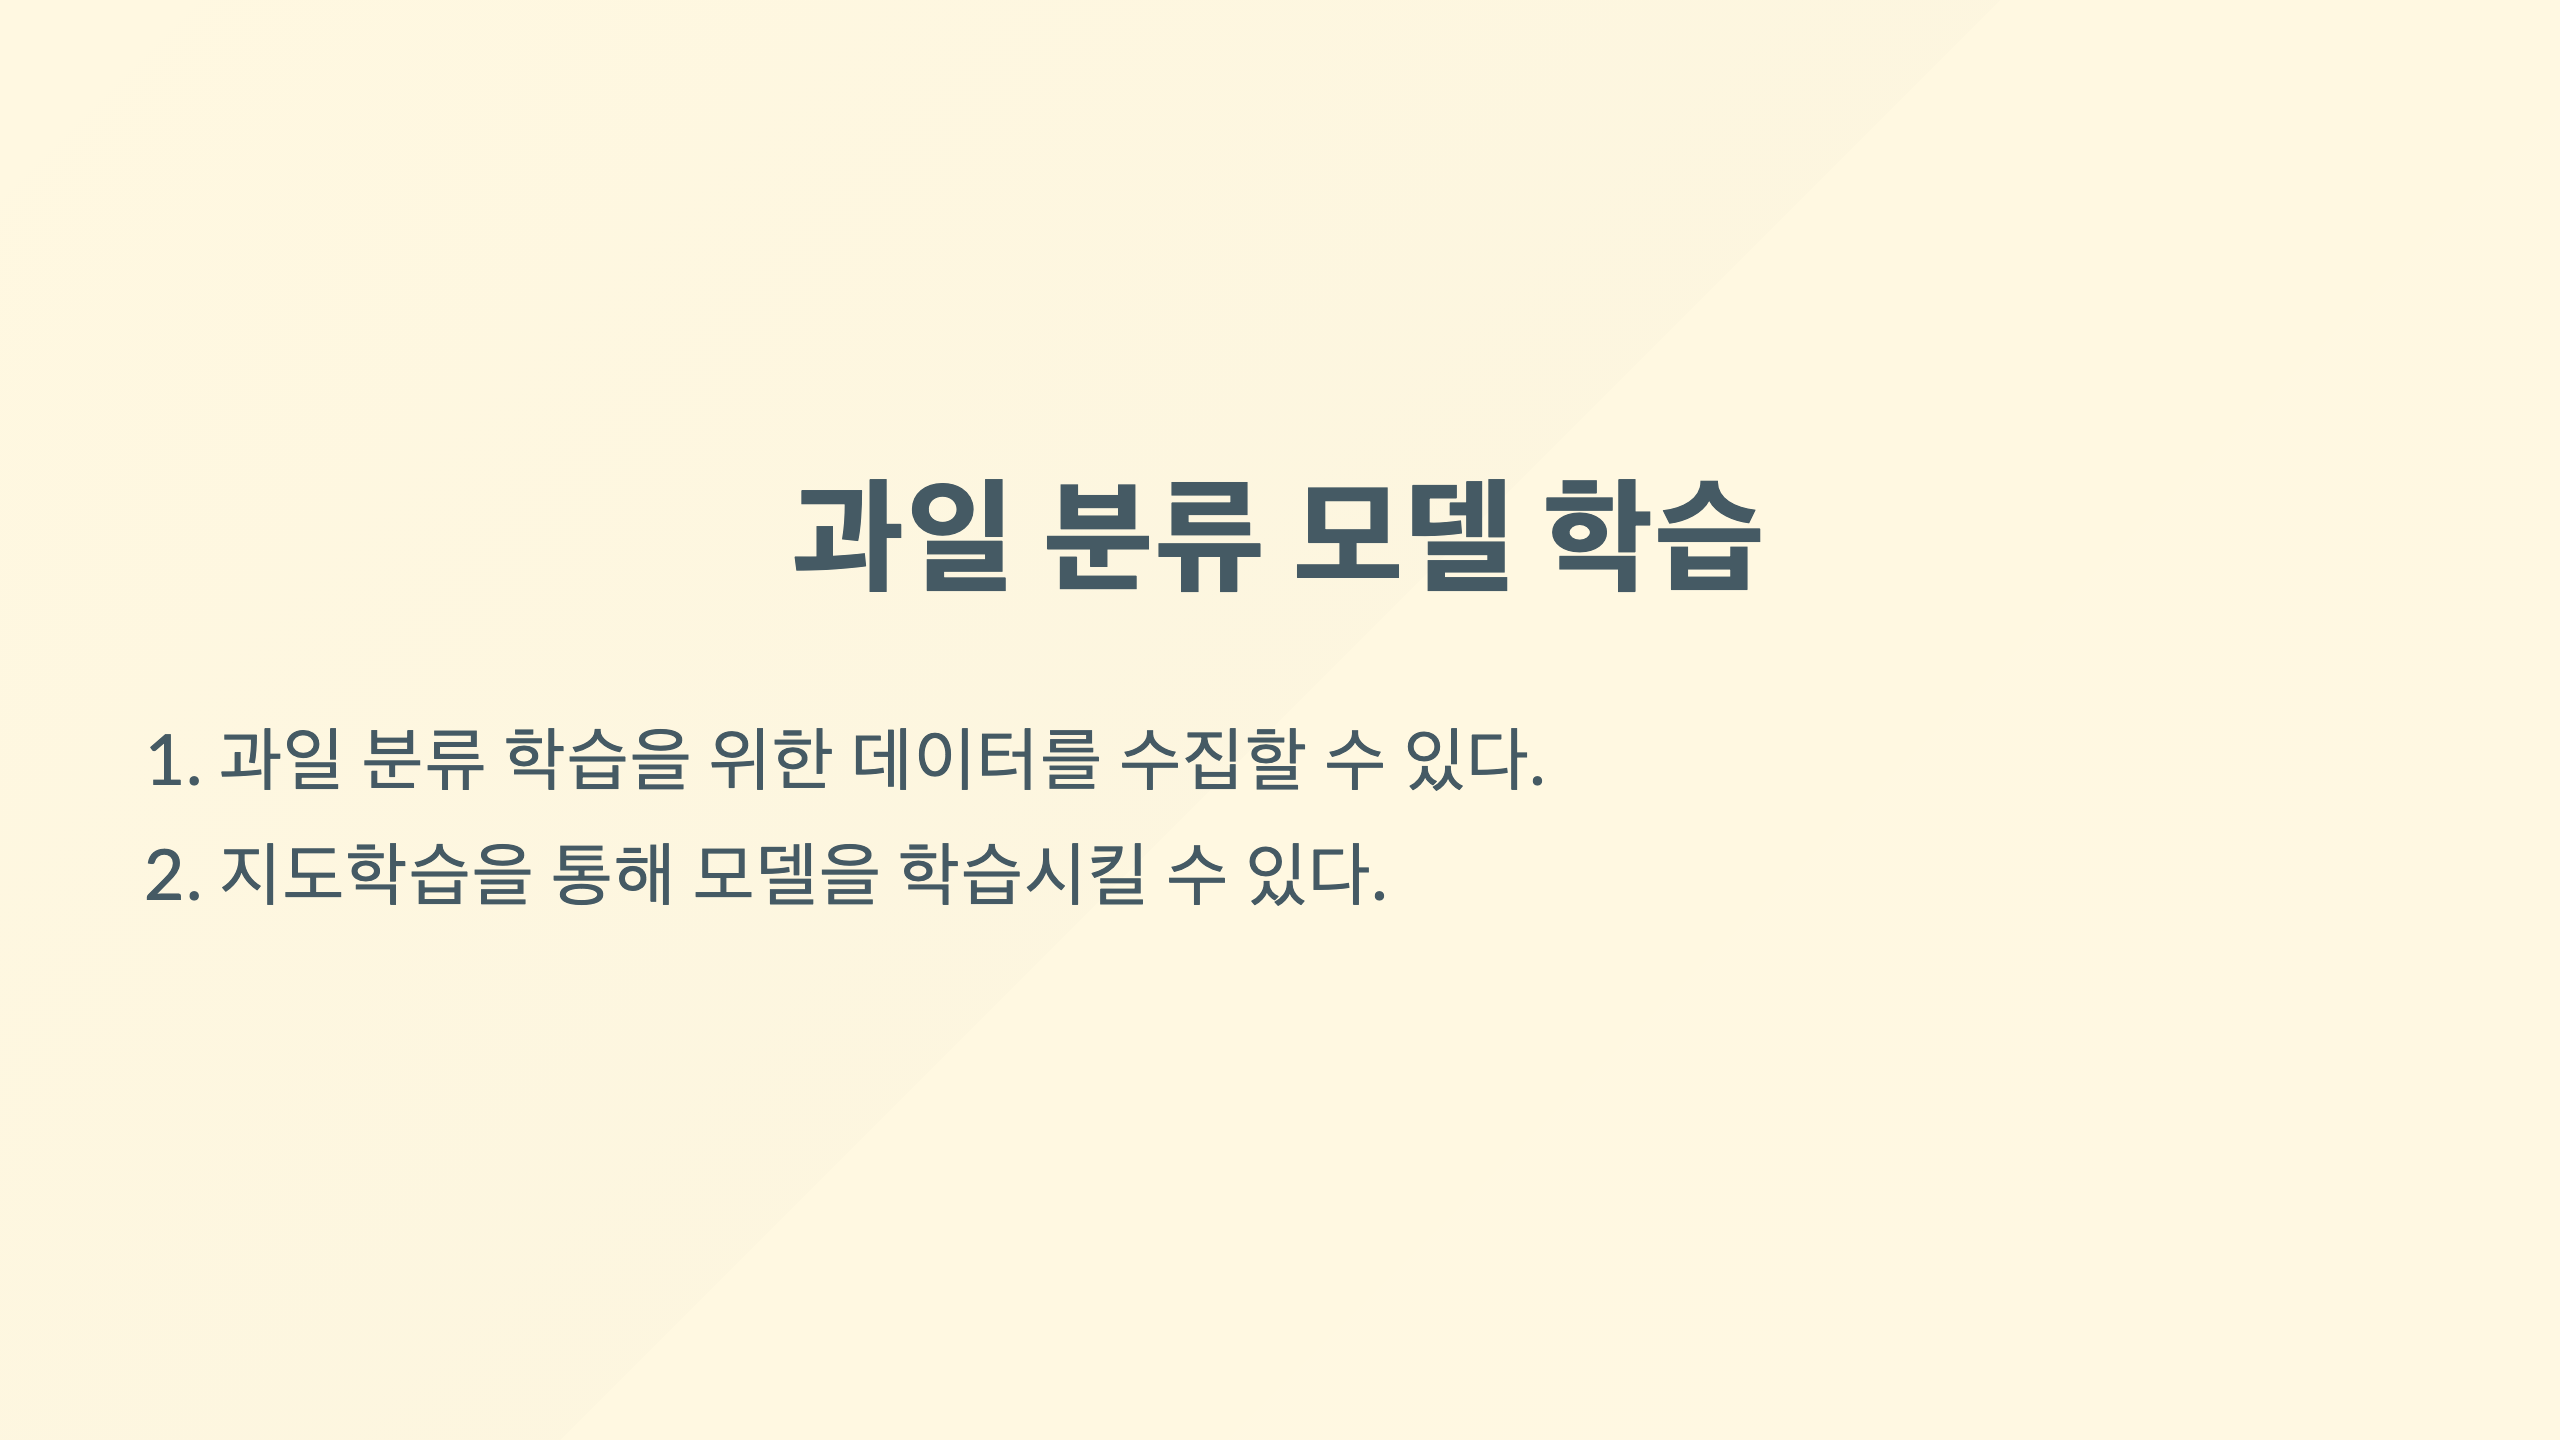 과일 분류 모델 학습
1. 과일 분류 학습을 위한 데이터를 수집할 수 있다.
2. 지도학습을 통해 모델을 학습시킬 수 있다.